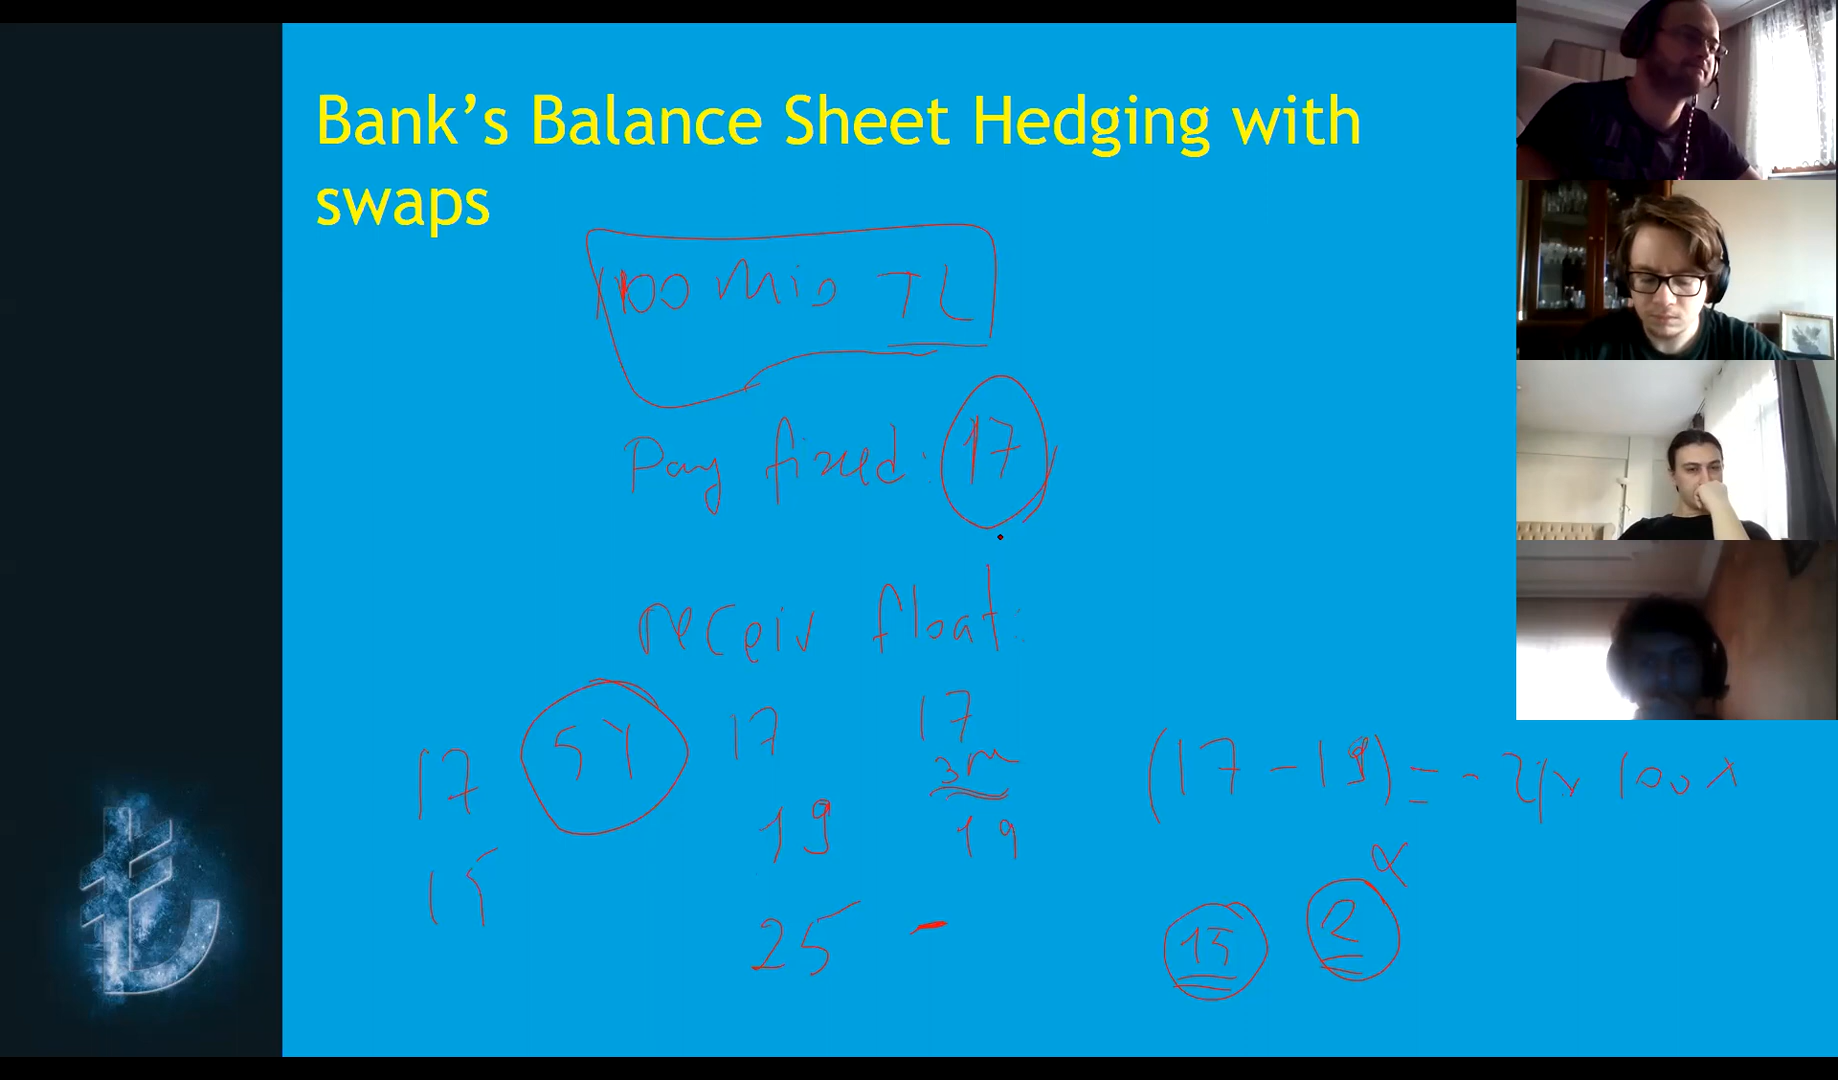 Bank’s Balance Sheet Hedging with
swaps
100 Mio TL
Pay fixed: 17
receiv float:
17 5Y 17 17
3m
19 19
15
25 -
(17 - 19) = - 2% x 100 x
15 2